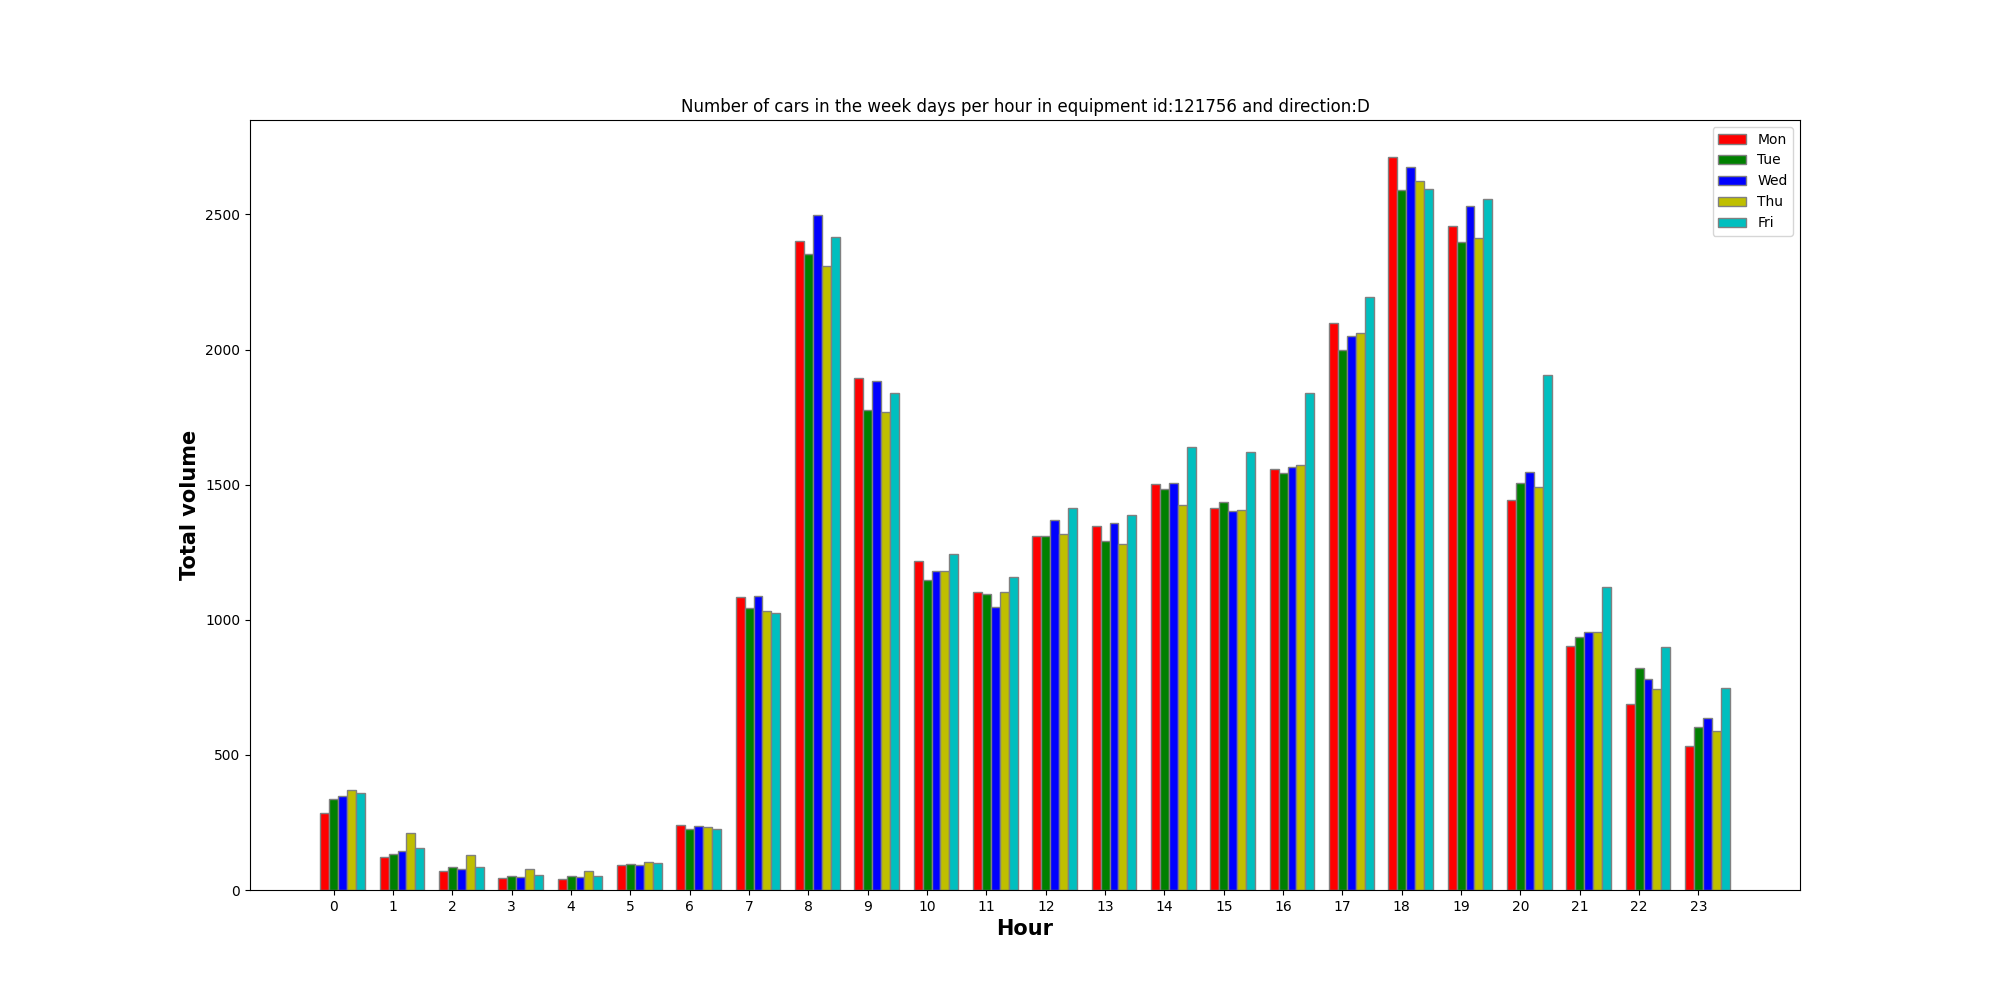 Number of cars in the week days per hour in equipment id:121756 and direction:D
Mon
Tue
Wed
Thu
Fri
2500
2000
1500
1000
500
0
Total volume
0 1 2 3 4 5 6 7 8 9 10 11 12 13 14 15 16 17 18 19 20 21 22 23
Hour